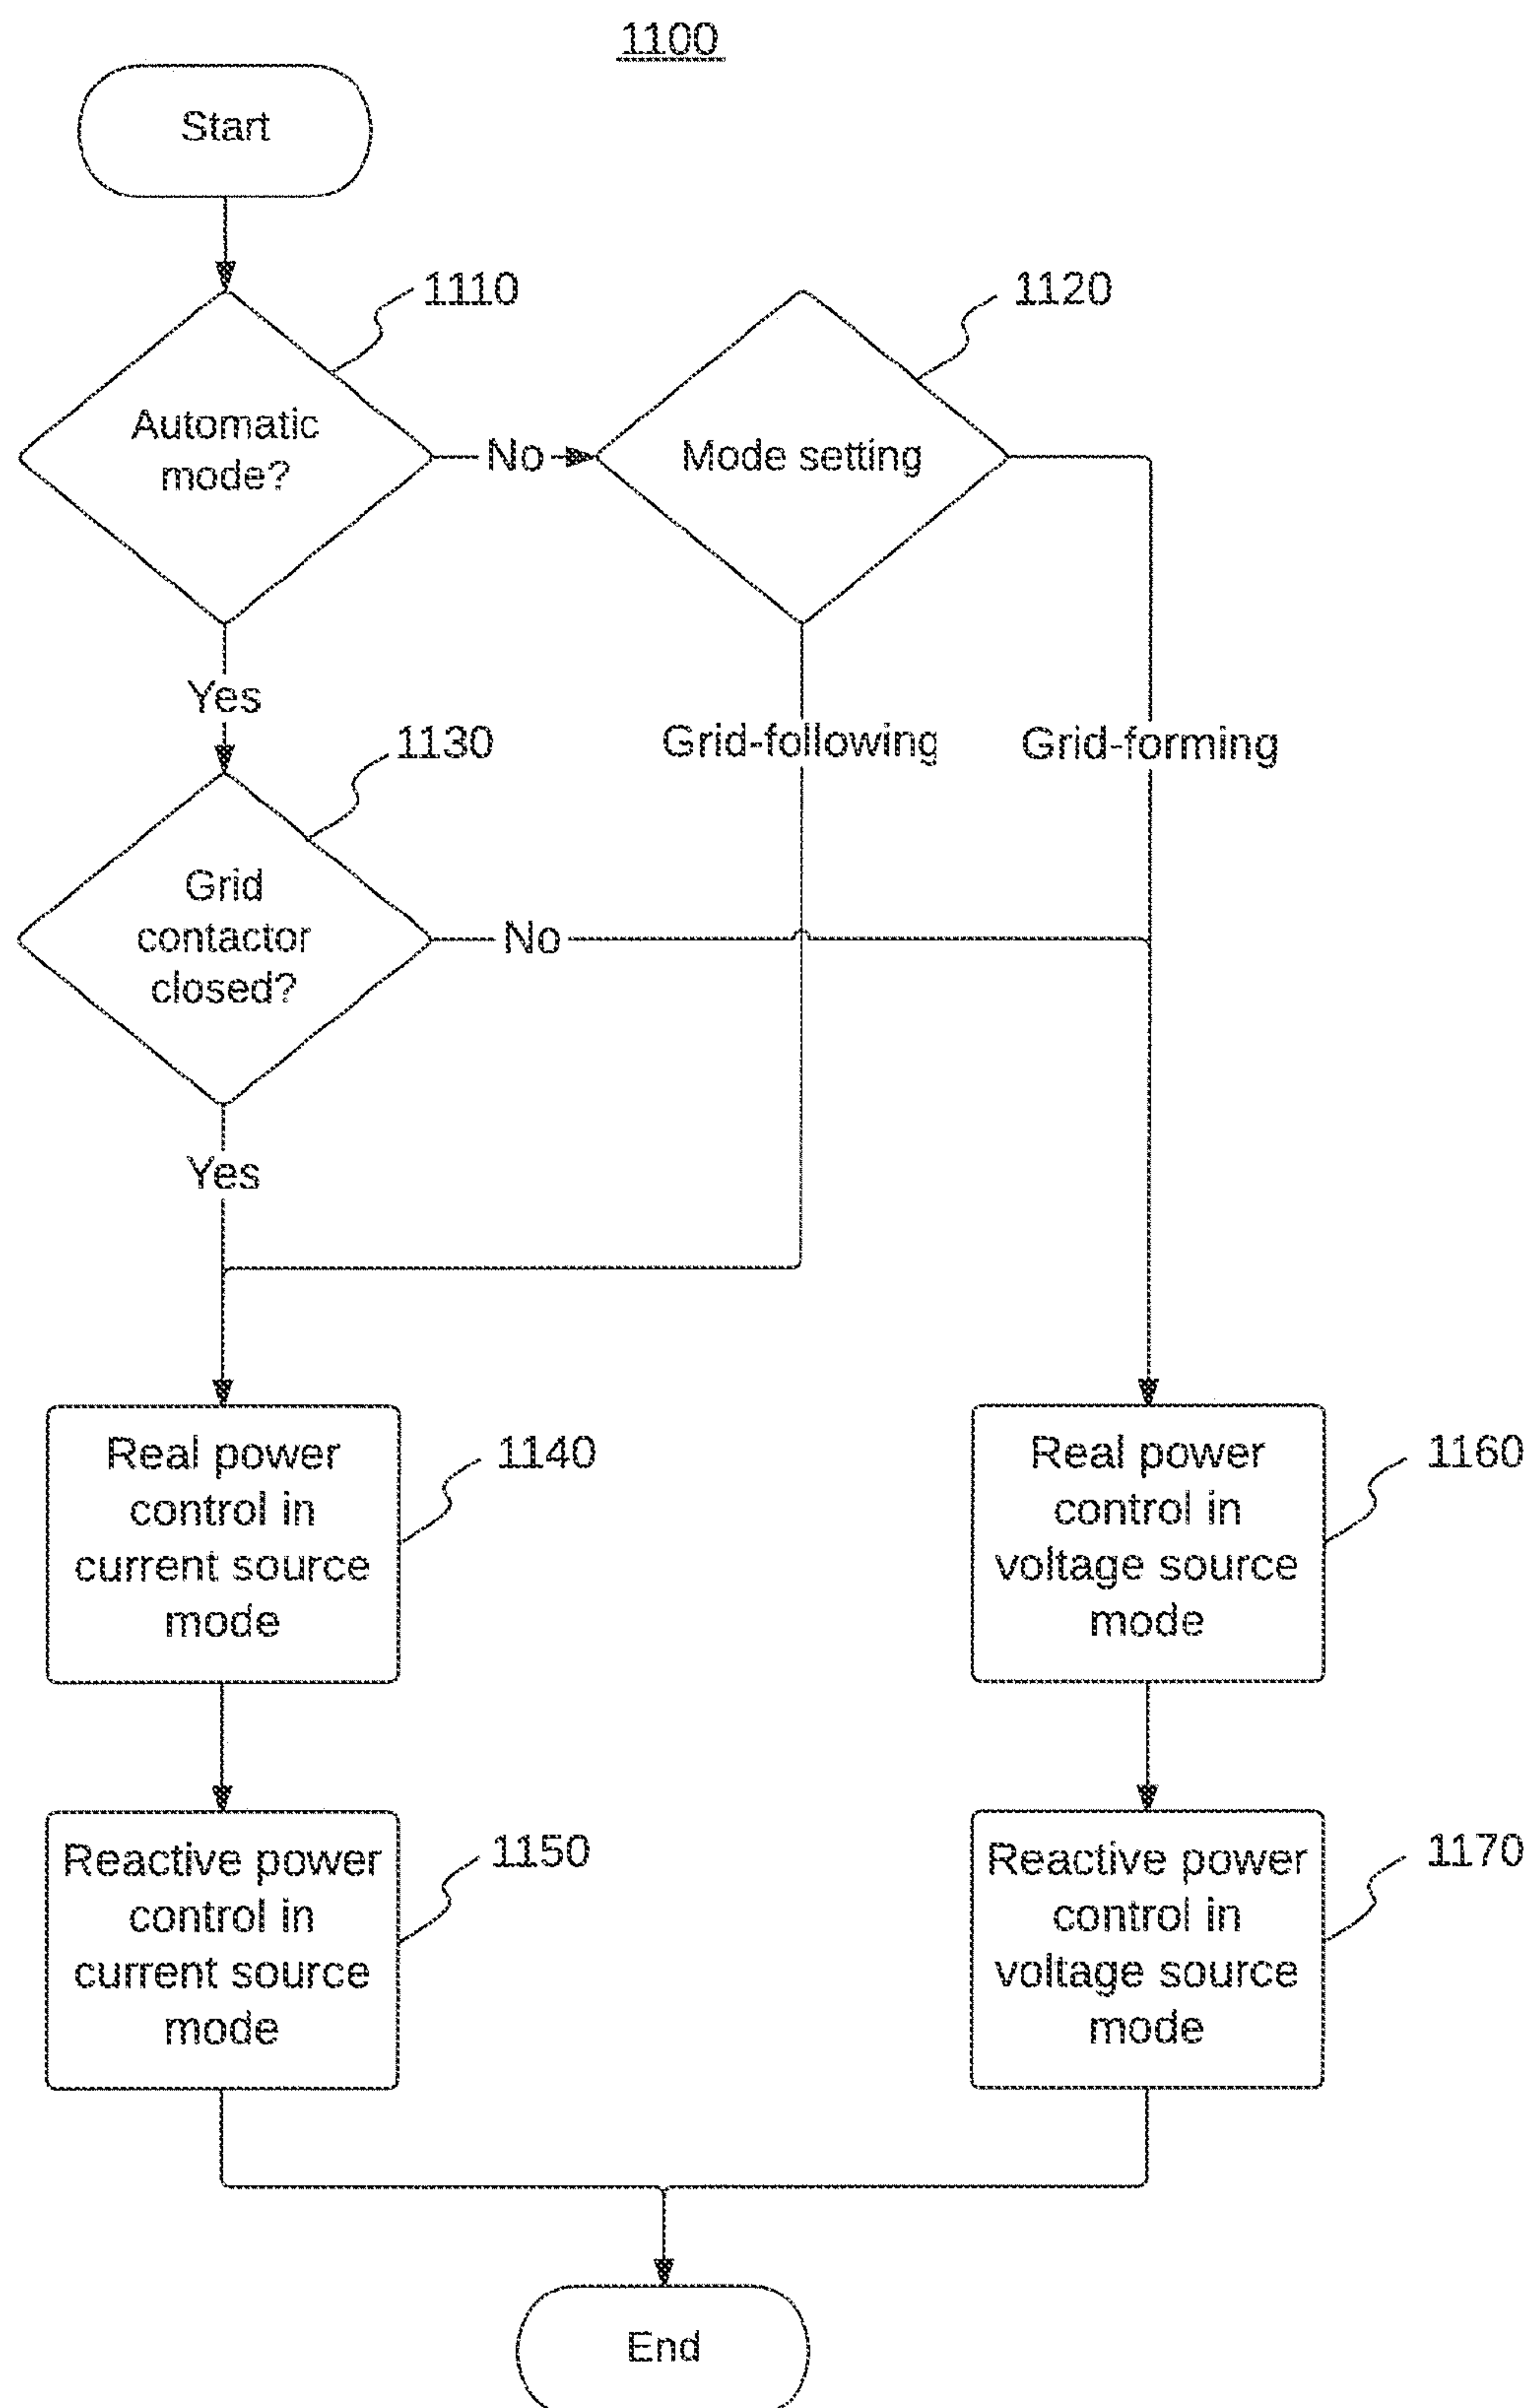 1100
Start
1110
1120
Automatic
mode?
No
Mode setting
Yes
1130
Grid-following
Grid-forming
Grid
contactor
closed?
No
Yes
Real power
control in
current source
mode
1140
Real power
control in
voltage source
mode
1160
Reactive power
control in
current source
mode
1150
Reactive power
control in
voltage source
mode
1170
End